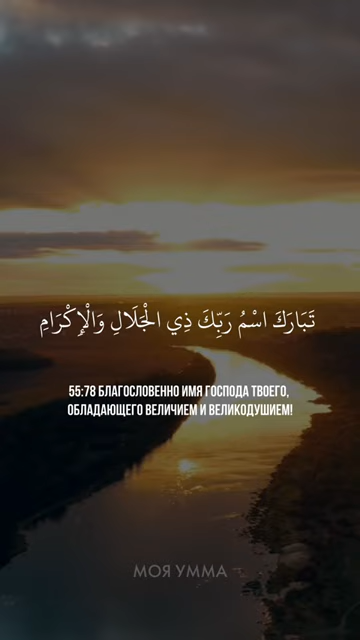 تَبَارَكَ اسْمُ رَبِّكَ ذِي الْجَلَالِ وَالْإِكْرَامِ
55:78 БЛАГОСЛОВЕННО ИМЯ ГОСПОДА ТВОЕГО,
ОБЛАДАЮЩЕГО ВЕЛИЧИЕМ И ВЕЛИКОДУШИЕМ!
МОЯ УММА